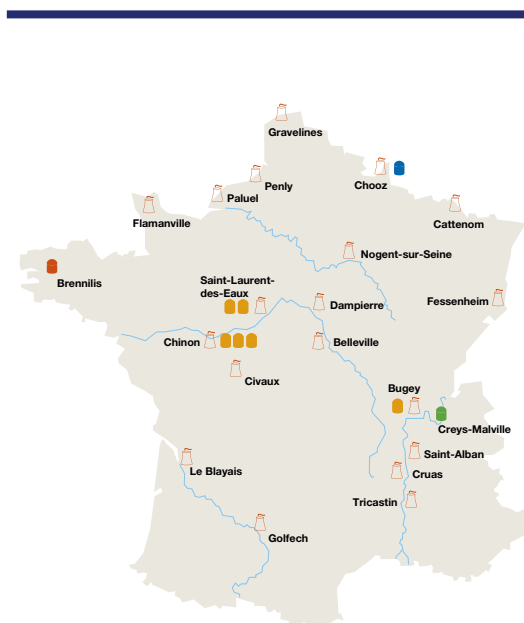 Gravelines
Penly
Chooz
Paluel
Flamanville
Cattenom
Nogent-sur-Seine
Brennilis
Saint-Laurent-
des-Eaux
Fessenheim
Dampierre
Chinon
Belleville
Civaux
Bugey
Creys-Malville
Saint-Alban
Le Blayais
Cruas
Tricastin
Golfech